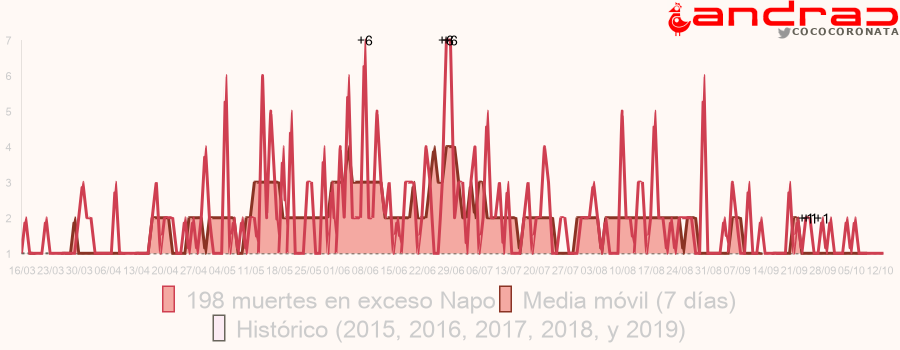 andrac
COCOCORONATA
+6
+6
7
6
5
4
3
2
1
+1
16/03 23/03 30/03 06/04 13/04 20/04 27/04 04/05 11/05 18/05 25/05 01/06 08/06 15/06 22/06 29/06 06/07 13/07 20/07 27/07 03/08 10/08 17/08 24/08 31/08 07/09 14/09 21/09 28/09 05/10 12/10
198 muertes en exceso Napo Media móvil (7 días)
Histórico (2015, 2016, 2017, 2018, y 2019)